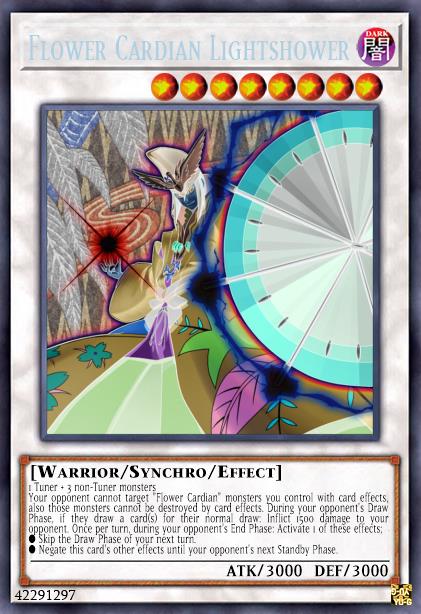 Flower Cardian Lightshower
DARK
闇
[Warrior/Synchro/Effect]
1 Tuner + 3 non-Tuner monsters
Your opponent cannot target "Flower Cardian" monsters you control with card effects,
also those monsters cannot be destroyed by card effects. During your opponent's Draw
Phase, if they draw a card(s) for their normal draw: Inflict 1500 damage to your
opponent. Once per turn, during your opponent's End Phase: Activate 1 of these effects;
● Skip the Draw Phase of your next turn.
● Negate this card's other effects until your opponent's next Standby Phase.
ATK/3000 DEF/3000
42291297